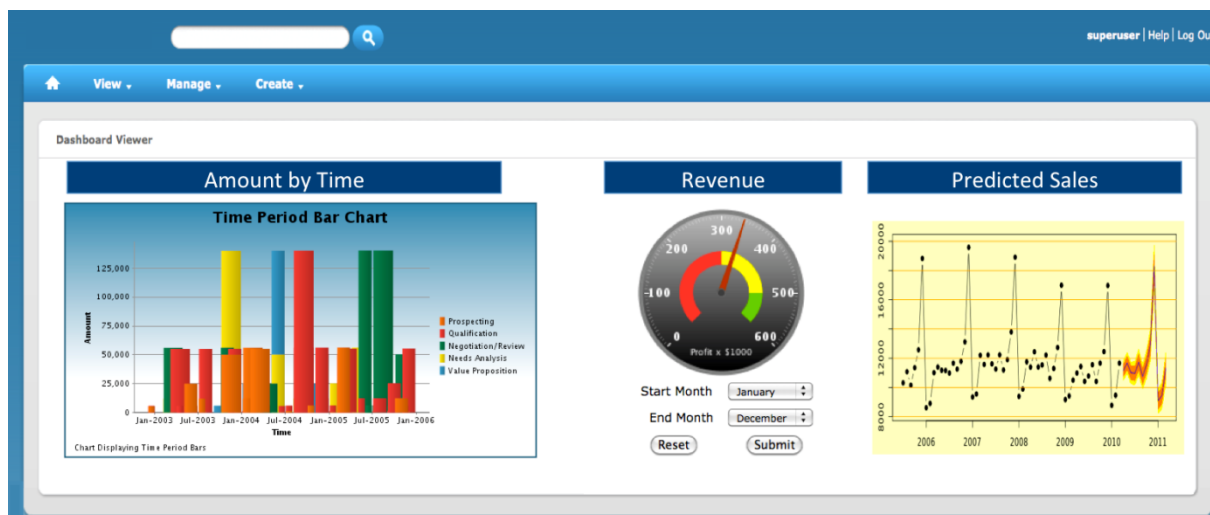 superuser | Help | Log Ou
View Manage Create
Dashboard Viewer
Amount by Time
Time Period Bar Chart
125,000
100,000
75,000
50,000
25,000
0
Amount
Jan-2003 Jul-2003 Jan-2004 Jul-2004 Jan-2005 Jul-2005 Jan-2006
Time
Prospecting
Qualification
Negotiation/Review
Needs Analysis
Value Proposition
Chart Displaying Time Period Bars
Revenue
0 100 200 300 400 500 600
Profit x $1000
Start Month January
End Month December
Reset Submit
Predicted Sales
20000
16000
12000
8000
2006 2007 2008 2009 2010 2011